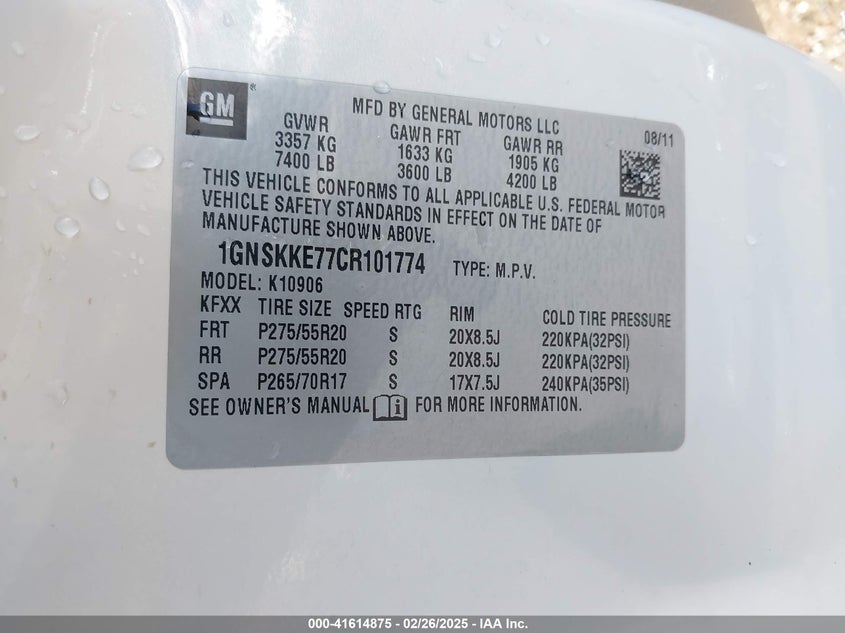 GM ®
MFD BY GENERAL MOTORS LLC
08/11
GVWR GAWR FRT GAWR RR
3357 KG 1633 KG 1905 KG
7400 LB 3600 LB 4200 LB
THIS VEHICLE CONFORMS TO ALL APPLICABLE U.S. FEDERAL MOTOR
VEHICLE SAFETY STANDARDS IN EFFECT ON THE DATE OF
MANUFACTURE SHOWN ABOVE.
1GNSKKE77CR101774 TYPE: M.P.V.
MODEL: K10906
KFXX TIRE SIZE SPEED RTG RIM COLD TIRE PRESSURE
FRT P275/55R20 S 20X8.5J 220KPA(32PSI)
RR P275/55R20 S 20X8.5J 220KPA(32PSI)
SPA P265/70R17 S 17X7.5J 240KPA(35PSI)
SEE OWNER'S MANUAL i FOR MORE INFORMATION.
000-41614875 - 02/26/2025 - IAA Inc.